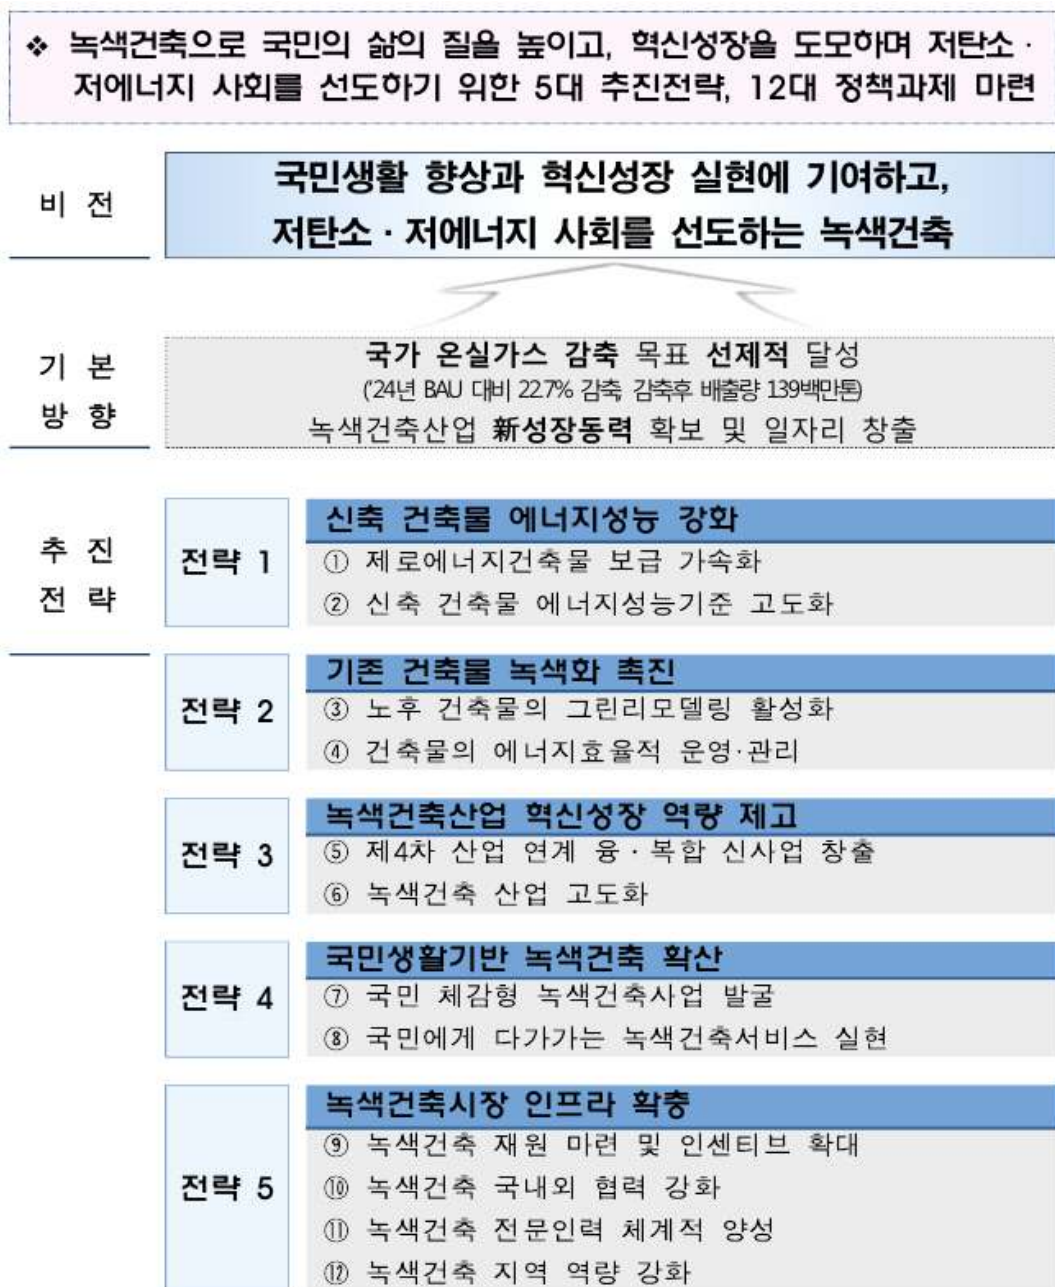 ❖ 녹색건축으로 국민의 삶의 질을 높이고, 혁신성장을 도모하며 저탄소 ·
저에너지 사회를 선도하기 위한 5대 추진전략, 12대 정책과제 마련
비 전
국민생활 향상과 혁신성장 실현에 기여하고,
저탄소 · 저에너지 사회를 선도하는 녹색건축
기 본
방 향
국가 온실가스 감축 목표 선제적 달성
('24년 BAU 대비 22.7% 감축, 감축후 배출량 139백만톤)
녹색건축산업 新성장동력 확보 및 일자리 창출
추 진
전 략
전략 1
신축 건축물 에너지성능 강화
① 제로에너지건축물 보급 가속화
② 신축 건축물 에너지성능기준 고도화
전략 2
기존 건축물 녹색화 촉진
③ 노후 건축물의 그린리모델링 활성화
④ 건축물의 에너지효율적 운영·관리
전략 3
녹색건축산업 혁신성장 역량 제고
⑤ 제4차 산업 연계 융 · 복합 신사업 창출
⑥ 녹색건축 산업 고도화
전략 4
국민생활기반 녹색건축 확산
⑦ 국민 체감형 녹색건축사업 발굴
⑧ 국민에게 다가가는 녹색건축서비스 실현
전략 5
녹색건축시장 인프라 확충
⑨ 녹색건축 재원 마련 및 인센티브 확대
⑩ 녹색건축 국내외 협력 강화
⑪ 녹색건축 전문인력 체계적 양성
⑫ 녹색건축 지역 역량 강화